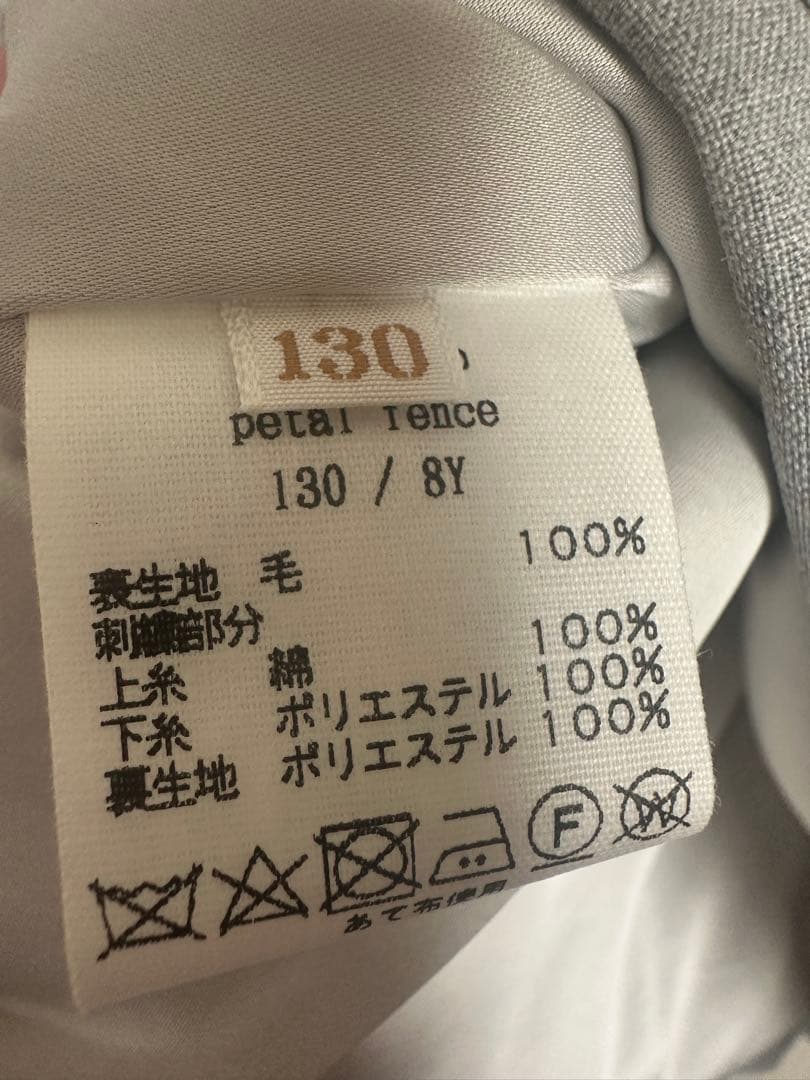 130
petal fence
130 / 8Y
表生地 毛 100%
刺繍部分
上糸 綿 100%
下糸 ポリエステル 100%
裏生地 ポリエステル 100%
F W
あて布使用